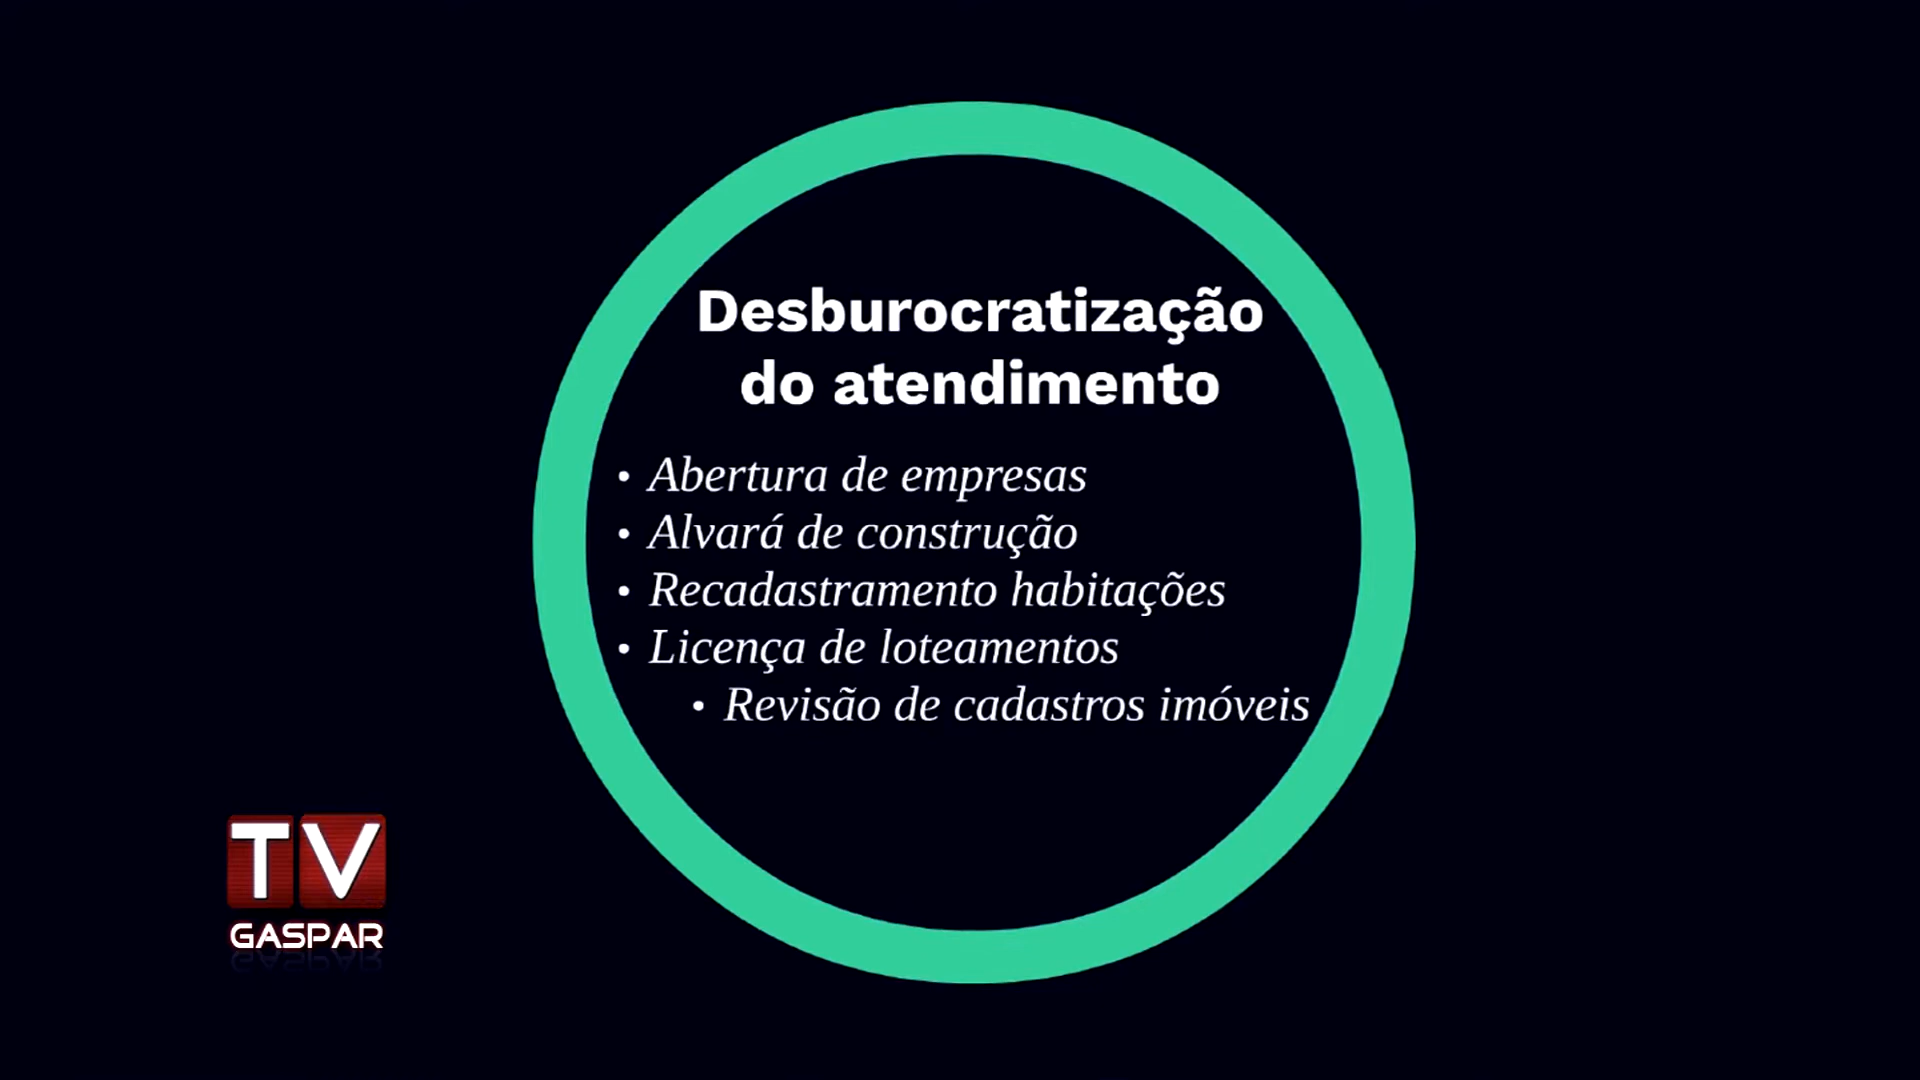 Desburocratização
do atendimento
• Abertura de empresas
• Alvará de construção
• Recadastramento habitações
• Licença de loteamentos
• Revisão de cadastros imóveis
TV
GASPAR